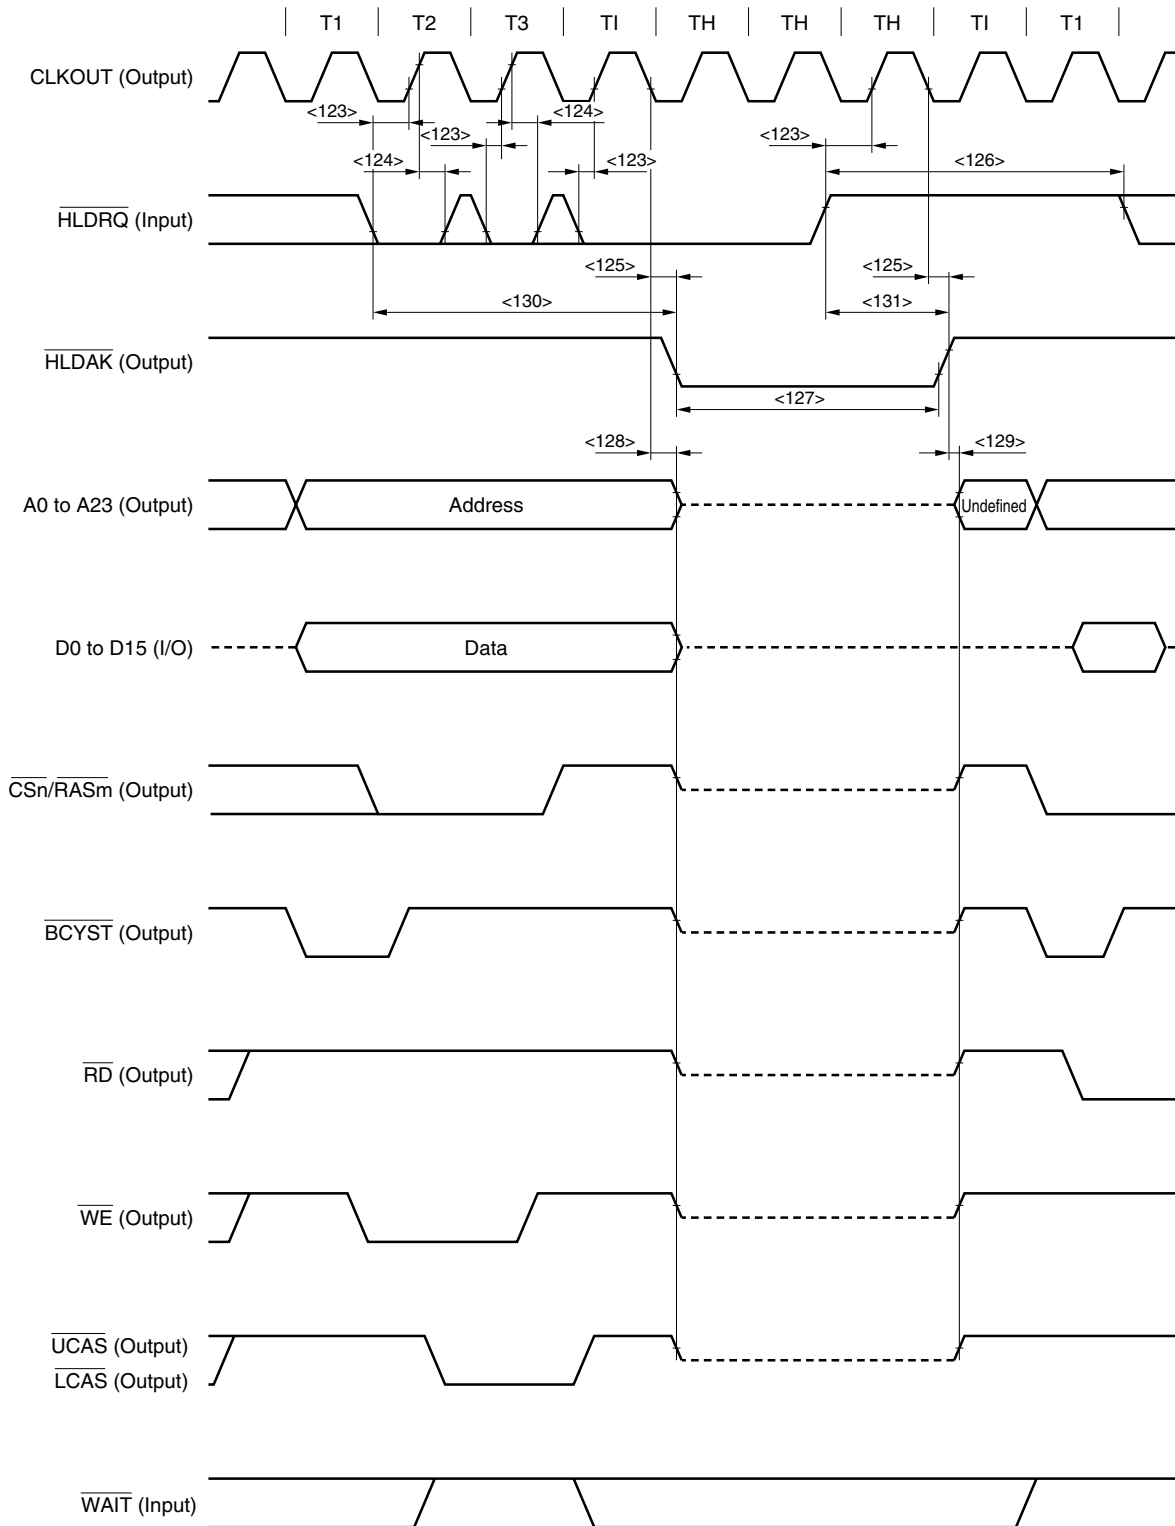 T1 T2 T3 TI TH TH TH TI T1
CLKOUT (Output)
<123> <124>
<123> <123>
<124> <123> <126>
HLDRQ (Input)
<125> <125>
<130> <131>
HLDAK (Output)
<127>
<128> <129>
A0 to A23 (Output) Address Undefined
D0 to D15 (I/O) Data
CSn/RASm (Output)
BCYST (Output)
RD (Output)
WE (Output)
UCAS (Output)
LCAS (Output)
WAIT (Input)